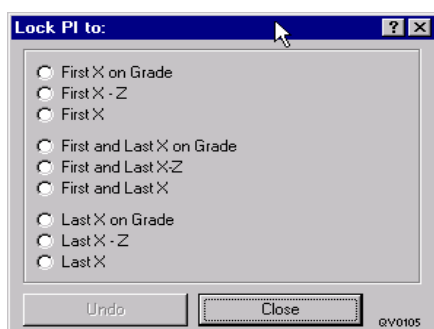 Lock PI to:
First X on Grade
First X - Z
First X
First and Last X on Grade
First and Last X-Z
First and Last X
Last X on Grade
Last X - Z
Last X
Undo Close
QV0105